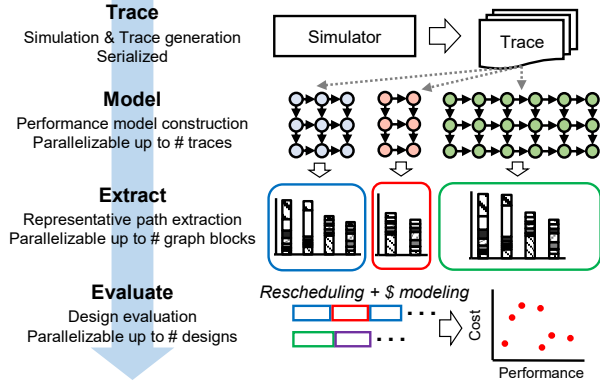 Trace
Simulation & Trace generation
Serialized
Simulator
Trace
Model
Performance model construction
Parallelizable up to # traces
Extract
Representative path extraction
Parallelizable up to # graph blocks
Evaluate
Design evaluation
Parallelizable up to # designs
Rescheduling + $ modeling
Cost
Performance